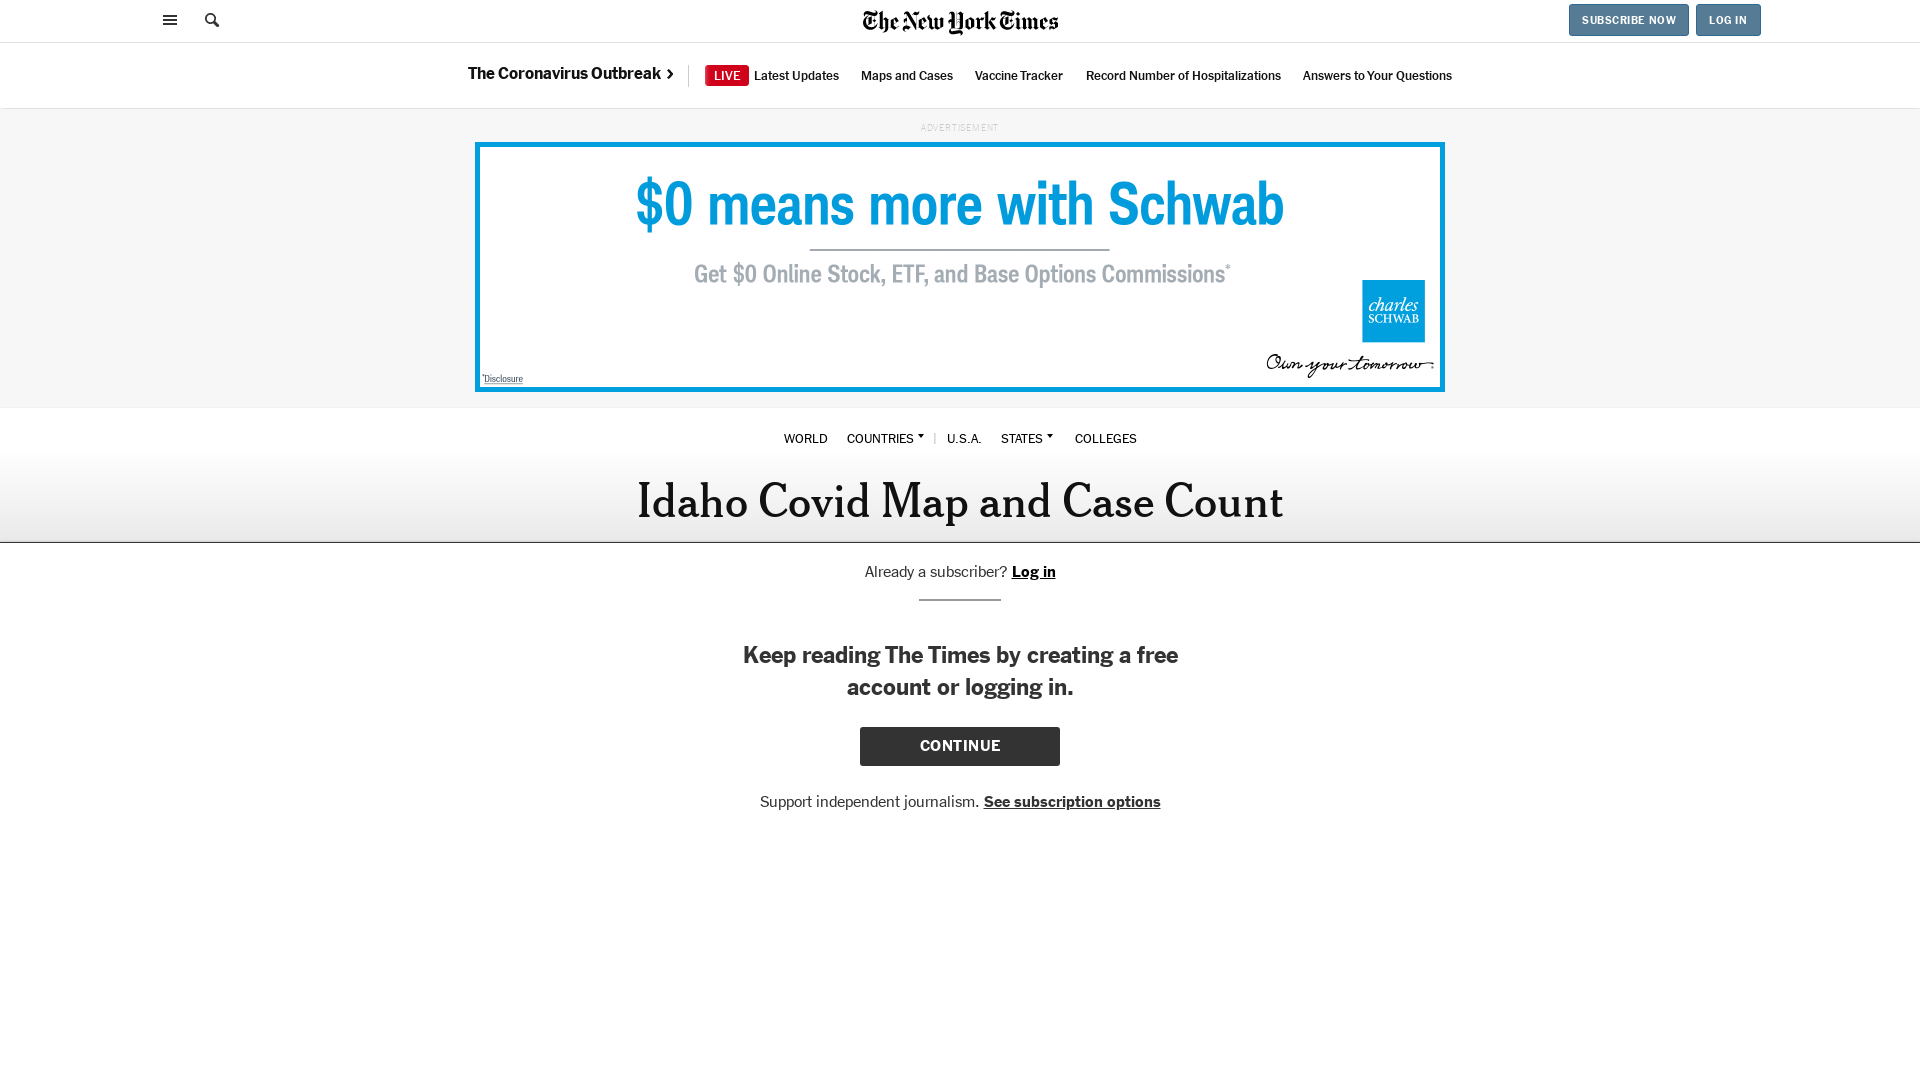 The New York Times
SUBSCRIBE NOW
LOG IN
The Coronavirus Outbreak
LIVE Latest Updates
Maps and Cases
Vaccine Tracker
Record Number of Hospitalizations
Answers to Your Questions
ADVERTISEMENT
$0 means more with Schwab
Get $0 Online Stock, ETF, and Base Options Commissions*
charles
SCHWAB
Own your tomorrow
*Disclosure
WORLD COUNTRIES U.S.A. STATES COLLEGES
Idaho Covid Map and Case Count
Already a subscriber? Log in
Keep reading The Times by creating a free
account or logging in.
CONTINUE
Support independent journalism. See subscription options